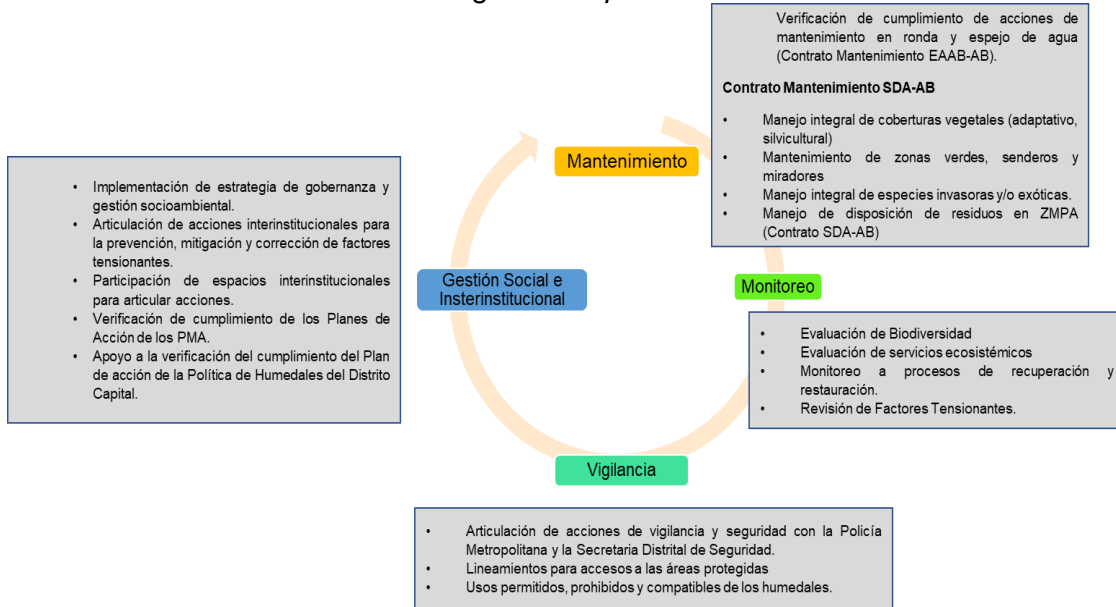 Verificación de cumplimiento de acciones de
mantenimiento en ronda y espejo de agua
(Contrato Mantenimiento EAAB-AB).
Contrato Mantenimiento SDA-AB
• Manejo integral de coberturas vegetales (adaptativo,
silvicultural)
• Mantenimiento de zonas verdes, senderos y
miradores
• Manejo integral de especies invasoras y/o exóticas.
• Manejo de disposición de residuos en ZMPA
(Contrato SDA-AB)
Mantenimiento
• Implementación de estrategia de gobernanza y
gestión socioambiental.
• Articulación de acciones interinstitucionales para
la prevención, mitigación y corrección de factores
tensionantes.
• Participación de espacios interinstitucionales
para articular acciones.
• Verificación de cumplimiento de los Planes de
Acción de los PMA.
• Apoyo a la verificación del cumplimiento del Plan
de acción de la Política de Humedales del Distrito
Capital.
Gestión Social e
Insterinstitucional
Monitoreo
• Evaluación de Biodiversidad
• Evaluación de servicios ecosistémicos
• Monitoreo a procesos de recuperación y
restauración.
• Revisión de Factores Tensionantes.
Vigilancia
• Articulación de acciones de vigilancia y seguridad con la Policía
Metropolitana y la Secretaria Distrital de Seguridad.
• Lineamientos para accesos a las áreas protegidas
• Usos permitidos, prohibidos y compatibles de los humedales.